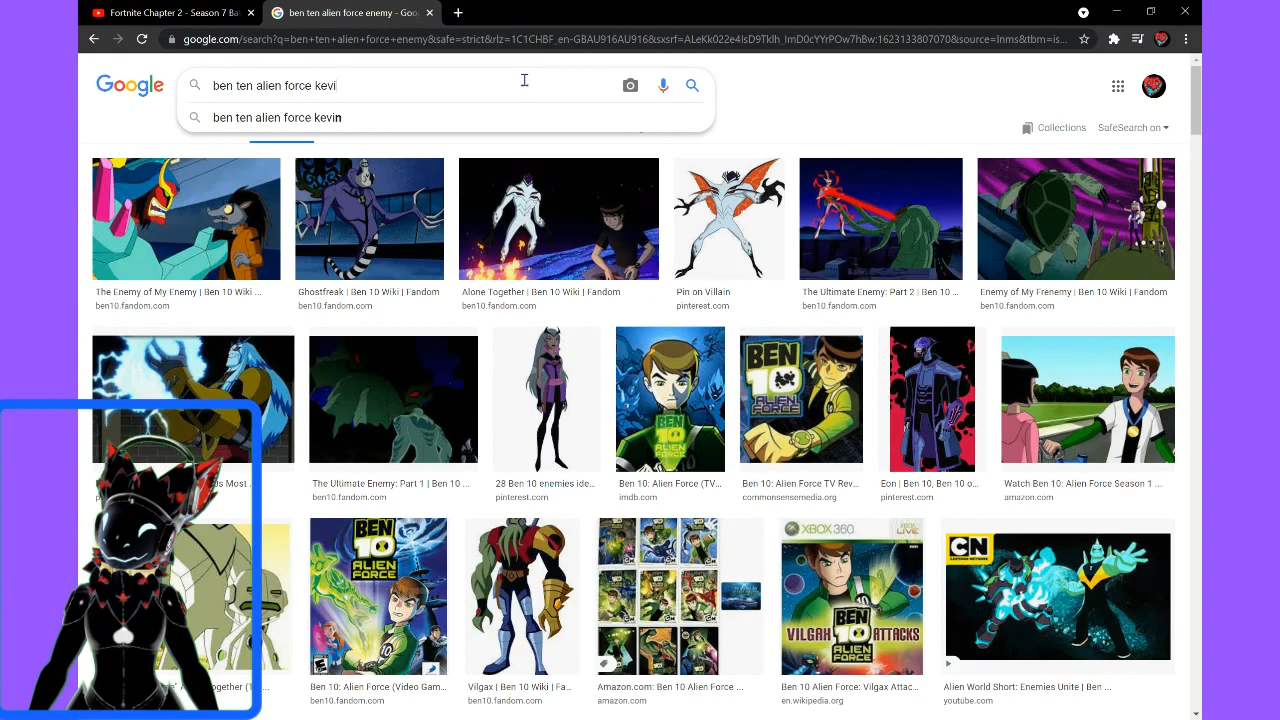 Fortnite Chapter 2 - Season 7 Bat
ben ten alien force enemy - Goo
google.com/search?q=ben+ten+alien+force+enemy&safe=strict&rlz=1C1CHBF_en-GBAU916AU916&sxsrf=ALeKk022e4IsD9TkIh_ImD0cYYrPOw7hBw:1623133807070&source=lnms&tbm=is...
Google
ben ten alien force kevi
ben ten alien force kevin
Collections
SafeSearch on
The Enemy of My Enemy | Ben 10 Wiki ...
ben10.fandom.com
Ghostfreak | Ben 10 Wiki | Fandom
ben10.fandom.com
Alone Together | Ben 10 Wiki | Fandom
ben10.fandom.com
Pin on Villain
pinterest.com
The Ultimate Enemy: Part 2 | Ben 10 ...
ben10.fandom.com
Enemy of My Frenemy | Ben 10 Wiki | Fandom
ben10.fandom.com
BEN 10 ALIEN FORCE
BEN 10 ALIEN FORCE
Most ...
The Ultimate Enemy: Part 1 | Ben 10 ...
ben10.fandom.com
28 Ben 10 enemies ide...
pinterest.com
Ben 10: Alien Force (TV...
imdb.com
Ben 10: Alien Force TV Rev...
commonsensemedia.org
Eon | Ben 10, Ben 10 o...
pinterest.com
Watch Ben 10: Alien Force Season 1 ...
amazon.com
BEN 10 ALIEN FORCE
XBOX 360
LIVE
BEN 10
ALIEN FORCE
VILGAX ATTACKS
CN
CARTOON NETWORK
Together (T...
Ben 10: Alien Force (Video Gam...
ben10.fandom.com
Vilgax | Ben 10 Wiki | Fa...
ben10.fandom.com
Amazon.com: Ben 10 Alien Force ...
amazon.com
Ben 10 Alien Force: Vilgax Attac...
en.wikipedia.org
Alien World Short: Enemies Unite | Ben ...
youtube.com